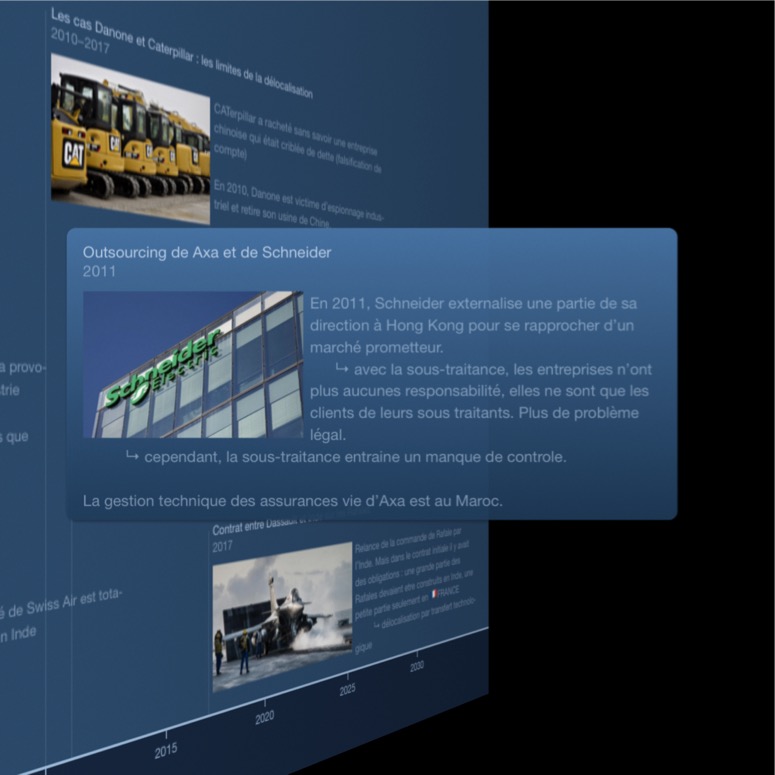 Les cas Danone et Caterpillar : les limites de la délocalisation
2010–2017
CAT
CATerpillar a racheté sans savoir une entreprise
chinoise qui était criblée de dette (falsification de
compte)
En 2010, Danone est victime d'espionnage indus-
triel et retire son usine de Chine.
Outsourcing de Axa et de Schneider
2011
Schneider
Electric
En 2011, Schneider externalise une partie de sa
direction à Hong Kong pour se rapprocher d'un
marché prometteur.
↪ avec la sous-traitance, les entreprises n'ont
plus aucunes responsabilité, elles ne sont que les
clients de leurs sous traitants. Plus de problème
légal.
↪ cependant, la sous-traitance entraine un manque de controle.
La gestion technique des assurances vie d'Axa est au Maroc.
a provo-
trie
s que
é de Swiss Air est tota-
n Inde
Contrat entre Dassault et
2017
Relance de la commande de Rafale par
l'Inde. Mais dans le contrat initiale il y avait
des obligations : une grande partie des
Rafales devaient etre construits en Inde, une
petite partie seulement en FRANCE
↪ délocalisation par transfert technolo-
gique
2015
2020
2025
2030